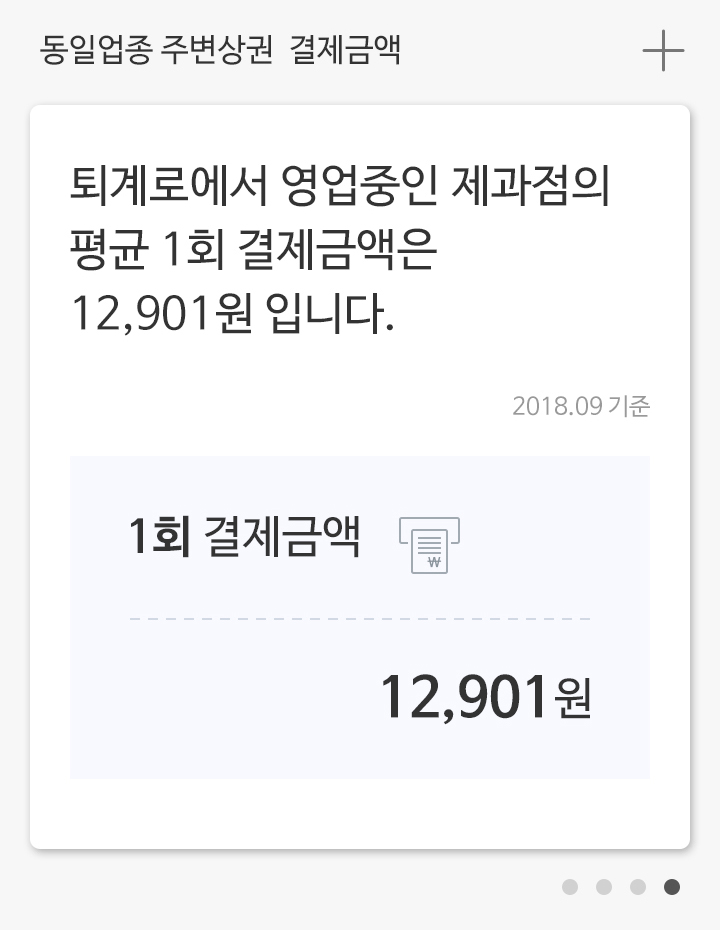 동일업종 주변상권 결제금액
퇴계로에서 영업중인 제과점의
평균 1회 결제금액은
12,901원 입니다.
2018.09 기준
1회 결제금액
₩
12,901원